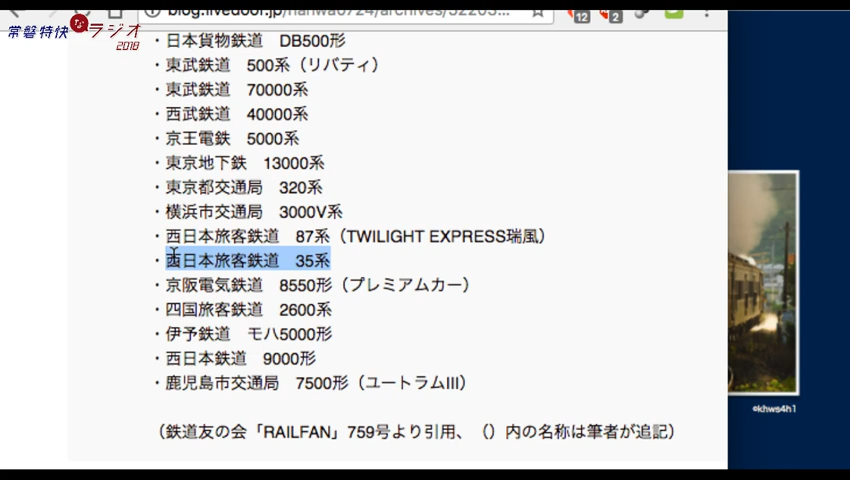 blog.livedoor.jp/nanwa0724/archives/52203...
12
2
常磐特快なラジオ
2018
・日本貨物鉄道 DB500形
・東武鉄道 500系（リバティ）
・東武鉄道 70000系
・西武鉄道 40000系
・京王電鉄 5000系
・東京地下鉄 13000系
・東京都交通局 320系
・横浜市交通局 3000V系
・西日本旅客鉄道 87系（TWILIGHT EXPRESS瑞風）
・西日本旅客鉄道 35系
・京阪電気鉄道 8550形（プレミアムカー）
・四国旅客鉄道 2600系
・伊予鉄道 モハ5000形
・西日本鉄道 9000形
・鹿児島市交通局 7500形（ユートラムIII）
（鉄道友の会「RAILFAN」759号より引用、（）内の名称は筆者が追記）
©khws4h1